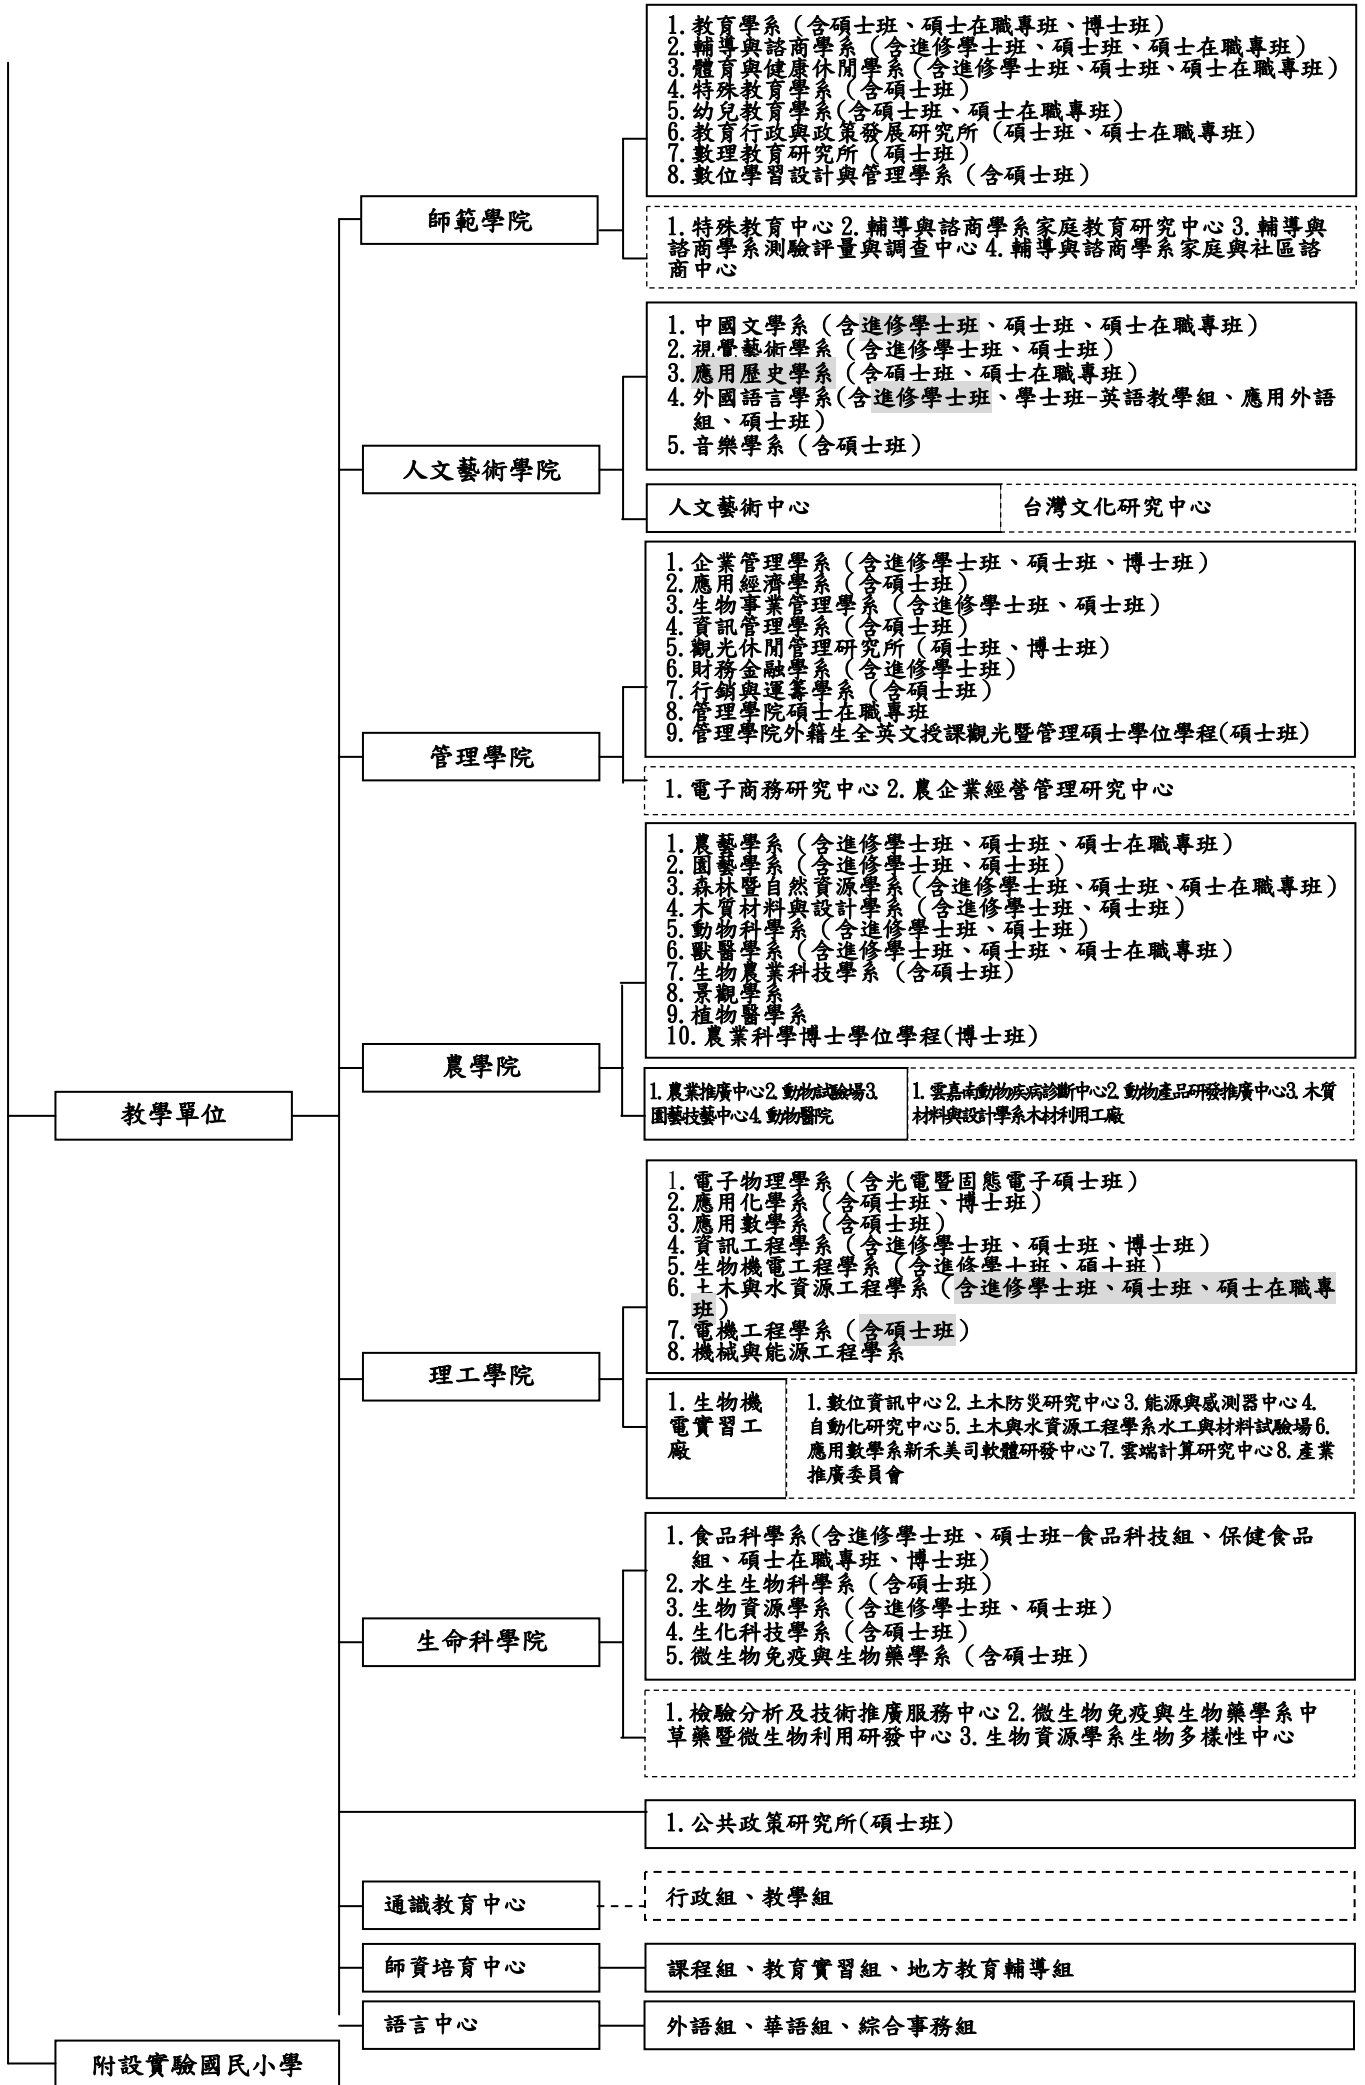 1.教育學系（含碩士班、碩士在職專班、博士班）
2.輔導與諮商學系（含進修學士班、碩士班、碩士在職專班）
3.體育與健康休閒學系(含進修學士班、碩士班、碩士在職專班)
4.特殊教育學系（含碩士班）
5.幼兒教育學系(含碩士班、碩士在職專班)
6.教育行政與政策發展研究所（碩士班、碩士在職專班）
7.數理教育研究所（碩士班）
8.數位學習設計與管理學系（含碩士班）
師範學院
1.特殊教育中心 2.輔導與諮商學系家庭教育研究中心 3.輔導與
諮商學系測驗評量與調查中心 4.輔導與諮商學系家庭與社區諮
商中心
1.中國文學系（含進修學士班、碩士班、碩士在職專班）
2.視覺藝術學系（含進修學士班、碩士班）
3.應用歷史學系（含碩士班、碩士在職專班）
4.外國語言學系(含進修學士班、學士班-英語教學組、應用外語
組、碩士班)
5.音樂學系（含碩士班）
人文藝術學院
人文藝術中心
台灣文化研究中心
1.企業管理學系（含進修學士班、碩士班、博士班）
2.應用經濟學系（含碩士班）
3.生物事業管理學系（含進修學士班、碩士班）
4.資訊管理學系（含碩士班）
5.觀光休閒管理研究所（碩士班、博士班）
6.財務金融學系（含進修學士班）
7.行銷與運籌學系（含碩士班）
8.管理學院碩士在職專班
9.管理學院外籍生全英文授課觀光暨管理碩士學位學程(碩士班)
管理學院
1.電子商務研究中心 2.農企業經營管理研究中心
1.農藝學系（含進修學士班、碩士班、碩士在職專班）
2.園藝學系（含進修學士班、碩士班）
3.森林暨自然資源學系(含進修學士班、碩士班、碩士在職專班)
4.木質材料與設計學系（含進修學士班、碩士班）
5.動物科學系（含進修學士班、碩士班）
6.獸醫學系（含進修學士班、碩士班、碩士在職專班）
7.生物農業科技學系（含碩士班）
8.景觀學系
9.植物醫學系
10.農業科學博士學位學程(博士班)
農學院
1.農業推廣中心2.動物試驗場3.
園藝技藝中心4.動物醫院
1.雲嘉南動物疾病診斷中心2.動物產品研發推廣中心3.木質
材料與設計學系木材利用工廠
教學單位
1.電子物理學系（含光電暨固態電子碩士班）
2.應用化學系（含碩士班、博士班）
3.應用數學系（含碩士班）
4.資訊工程學系（含進修學士班、碩士班、博士班）
5.生物機電工程學系（含進修學士班、碩士班）
6.土木與水資源工程學系（含進修學士班、碩士班、碩士在職專
班）
7.電機工程學系（含碩士班）
8.機械與能源工程學系
理工學院
1.生物機
電實習工
廠
1.數位資訊中心 2.土木防災研究中心 3.能源與感測器中心 4.
自動化研究中心 5.土木與水資源工程學系水工與材料試驗場 6.
應用數學系新禾美司軟體研發中心 7.雲端計算研究中心 8.產業
推廣委員會
1.食品科學系(含進修學士班、碩士班-食品科技組、保健食品
組、碩士在職專班、博士班)
2.水生生物科學系（含碩士班）
3.生物資源學系（含進修學士班、碩士班）
4.生化科技學系（含碩士班）
5.微生物免疫與生物藥學系（含碩士班）
生命科學院
1.檢驗分析及技術推廣服務中心 2.微生物免疫與生物藥學系中
草藥暨微生物利用研發中心 3.生物資源學系生物多樣性中心
1.公共政策研究所(碩士班)
通識教育中心
行政組、教學組
師資培育中心
課程組、教育實習組、地方教育輔導組
語言中心
外語組、華語組、綜合事務組
附設實驗國民小學